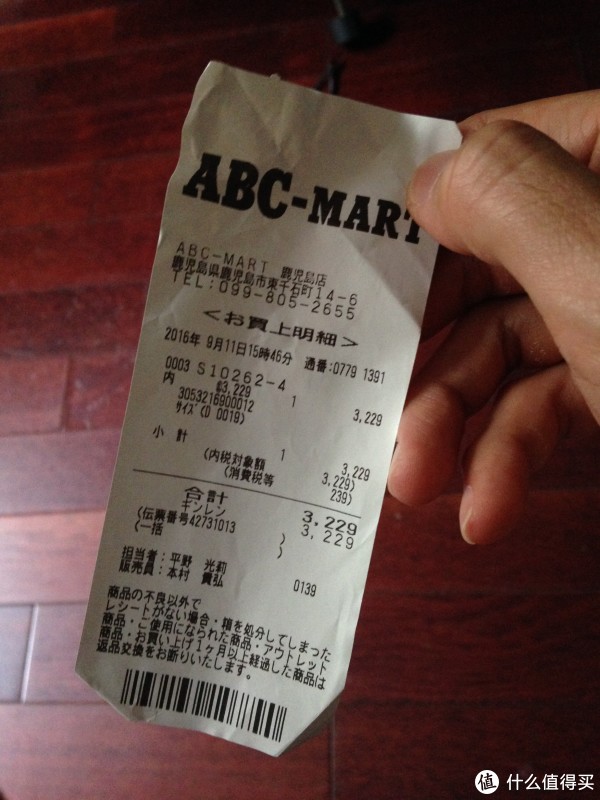 ABC-MART
ABC-MART 鹿児島店
鹿児島県鹿児島市東千石町14-6
TEL:099-805-2655
<お買上明細>
2016年 9月11日15時46分 通番:0779 1391
0003 S10262-4
内 @3,229 1 3,229
3053216900012
サイズ(D 0019)
小 計 1 3,229
(内税対象額 3,229)
(消費税等 239)
合計 3,229
ギンレン 3,229
(伝票番号42731013 )
(一括 )
担当者:平野 光莉
販売員:本村 貴弘 0139
商品の不良以外で
レシートがない場合・箱を処分してしまった
商品・ご使用になられた商品・アウトレット
商品・お買い上げ1ヶ月以上経過した商品は
返品交換をお断りいたします。
值 什么值得买